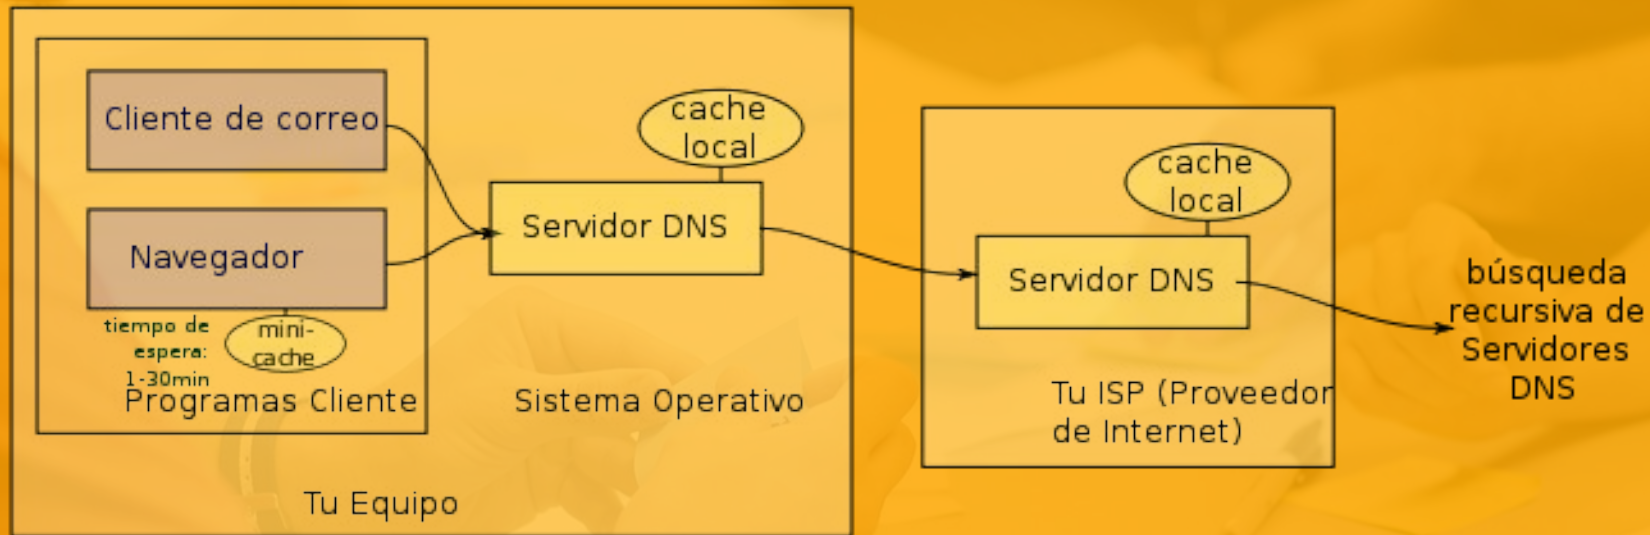 Cliente de correo
Navegador
tiempo de
espera:
1-30min
mini-
cache
Programas Cliente
cache
local
Servidor DNS
Sistema Operativo
Tu Equipo
cache
local
Servidor DNS
Tu ISP (Proveedor
de Internet)
búsqueda
recursiva de
Servidores
DNS